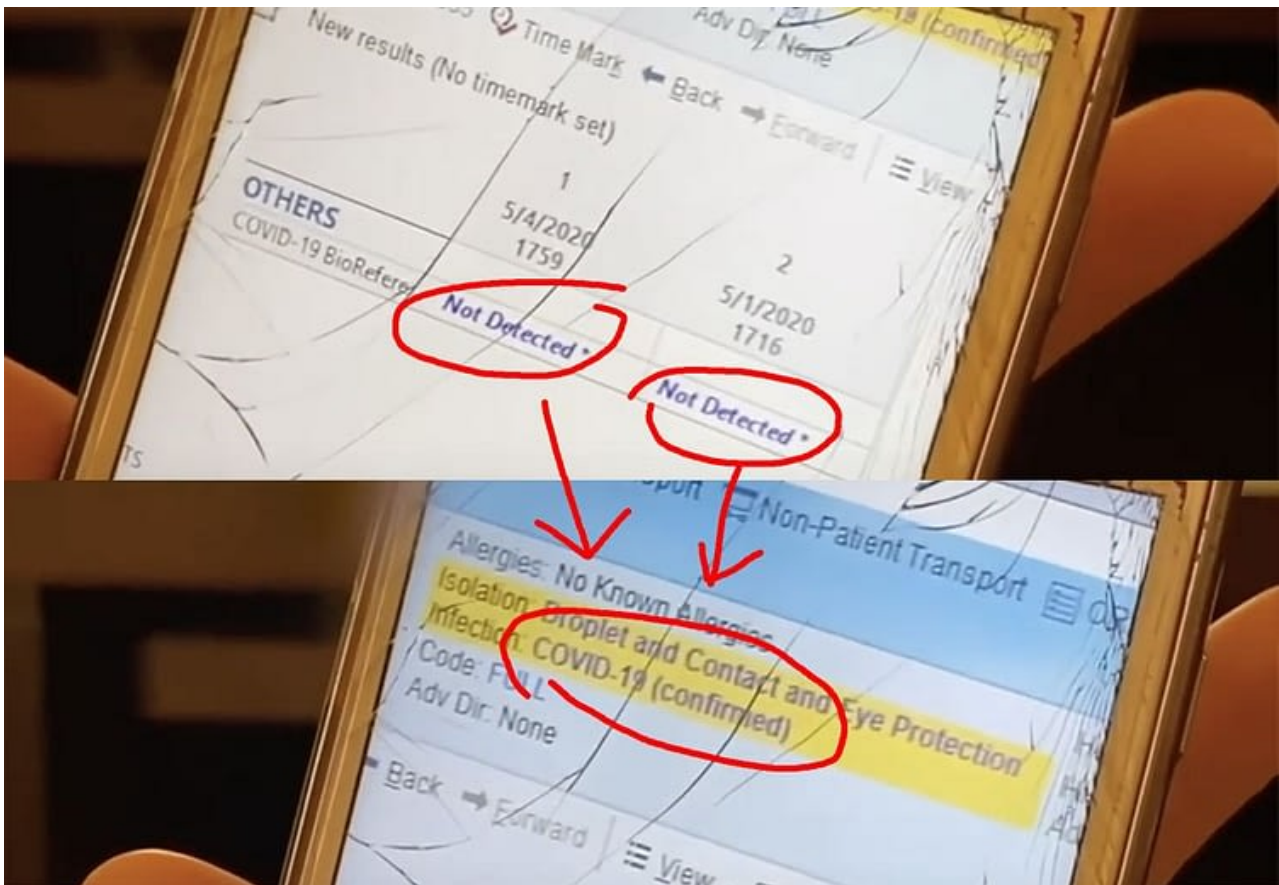 Time Mark Back Forward View
Adv Dir: None
New results (No timemark set)
1
5/4/2020
1759
2
5/1/2020
1716
OTHERS
COVID-19 BioRefere
Not Detected *
Not Detected *
TS
Non-Patient Transport
Allergies: No Known Allergies
Isolation: Droplet and Contact and Eye Protection
Infection: COVID-19 (confirmed)
Code: FULL
Adv Dir: None
Back Forward View